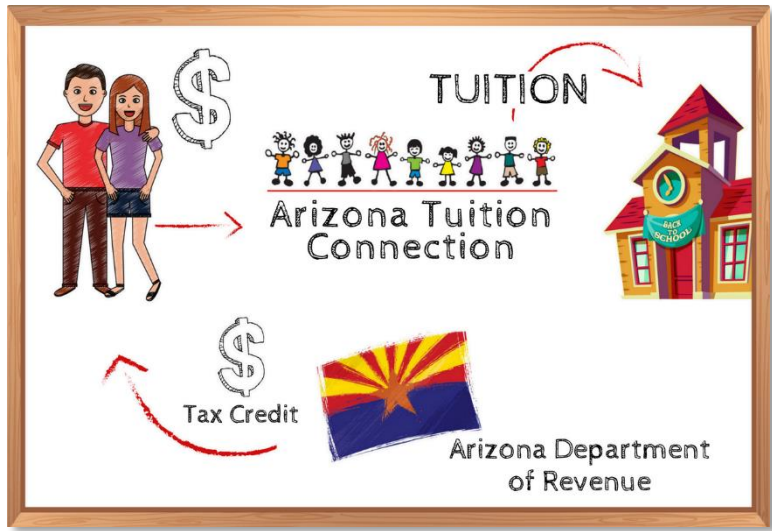 $
TUITION
Arizona Tuition
Connection
BACK
TO
SCHOOL
$
Tax Credit
Arizona Department
of Revenue